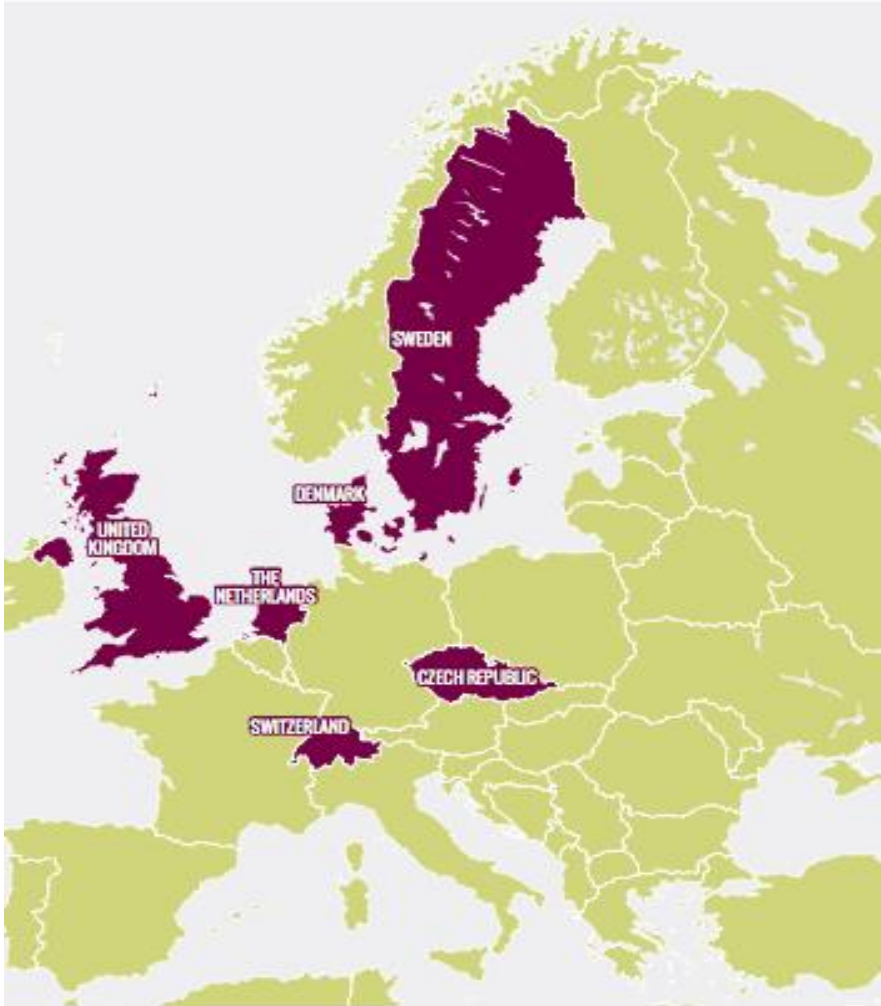 SWEDEN
DENMARK
UNITED
KINGDOM
THE
NETHERLANDS
CZECH REPUBLIC
SWITZERLAND